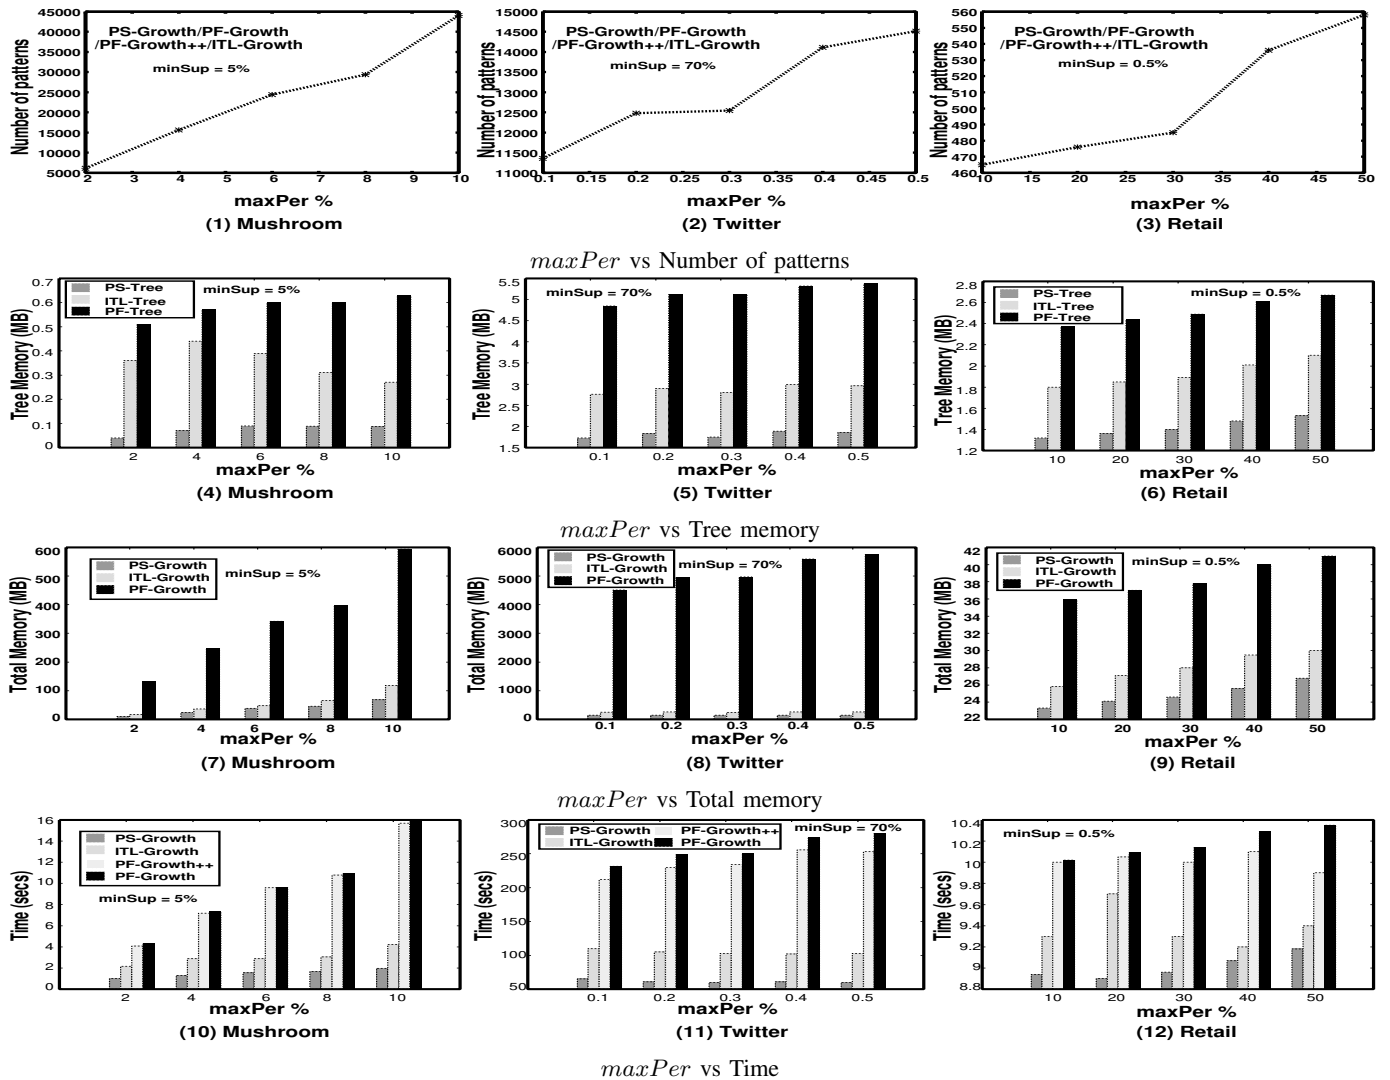 45000
40000
35000
30000
25000
20000
15000
10000
5000
Number of patterns
PS-Growth/PF-Growth
/PF-Growth++/ITL-Growth
minSup = 5%
2 3 4 5 6 7 8 9 10
maxPer %
(1) Mushroom
15000
14500
14000
13500
13000
12500
12000
11500
11000
Number of patterns
PS-Growth/PF-Growth
/PF-Growth++/ITL-Growth
minSup = 70%
0.1 0.15 0.2 0.25 0.3 0.35 0.4 0.45 0.5
maxPer %
(2) Twitter
560
550
540
530
520
510
500
490
480
470
460
Number of patterns
PS-Growth/PF-Growth
/PF-Growth++/ITL-Growth
minSup = 0.5%
10 15 20 25 30 35 40 45 50
maxPer %
(3) Retail
maxPer vs Number of patterns
0.7
0.6
0.5
0.4
0.3
0.2
0.1
0
Tree Memory (MB)
PS-Tree
ITL-Tree
PF-Tree
minSup = 5%
2 4 6 8 10
maxPer %
(4) Mushroom
5.5
5
4.5
4
3.5
3
2.5
2
1.5
Tree Memory (MB)
minSup = 70%
0.1 0.2 0.3 0.4 0.5
maxPer %
(5) Twitter
2.8
2.6
2.4
2.2
2
1.8
1.6
1.4
1.2
Tree Memory (MB)
PS-Tree
ITL-Tree
PF-Tree
minSup = 0.5%
10 20 30 40 50
maxPer %
(6) Retail
maxPer vs Tree memory
600
500
400
300
200
100
0
Total Memory (MB)
PS-Growth
ITL-Growth
PF-Growth
minSup = 5%
2 4 6 8 10
maxPer %
(7) Mushroom
6000
5000
4000
3000
2000
1000
0
Total Memory (MB)
PS-Growth
ITL-Growth
PF-Growth
minSup = 70%
0.1 0.2 0.3 0.4 0.5
maxPer %
(8) Twitter
42
40
38
36
34
32
30
28
26
24
22
Total Memory (MB)
PS-Growth
ITL-Growth
PF-Growth
minSup = 0.5%
10 20 30 40 50
maxPer %
(9) Retail
maxPer vs Total memory
16
14
12
10
8
6
4
2
0
Time (secs)
PS-Growth
ITL-Growth
PF-Growth++
PF-Growth
minSup = 5%
2 4 6 8 10
maxPer %
(10) Mushroom
300
250
200
150
100
50
Time (secs)
PS-Growth PF-Growth++
ITL-Growth PF-Growth
minSup = 70%
0.1 0.2 0.3 0.4 0.5
maxPer %
(11) Twitter
10.4
10.2
10
9.8
9.6
9.4
9.2
9
8.8
Time (secs)
minSup = 0.5%
10 20 30 40 50
maxPer %
(12) Retail
maxPer vs Time